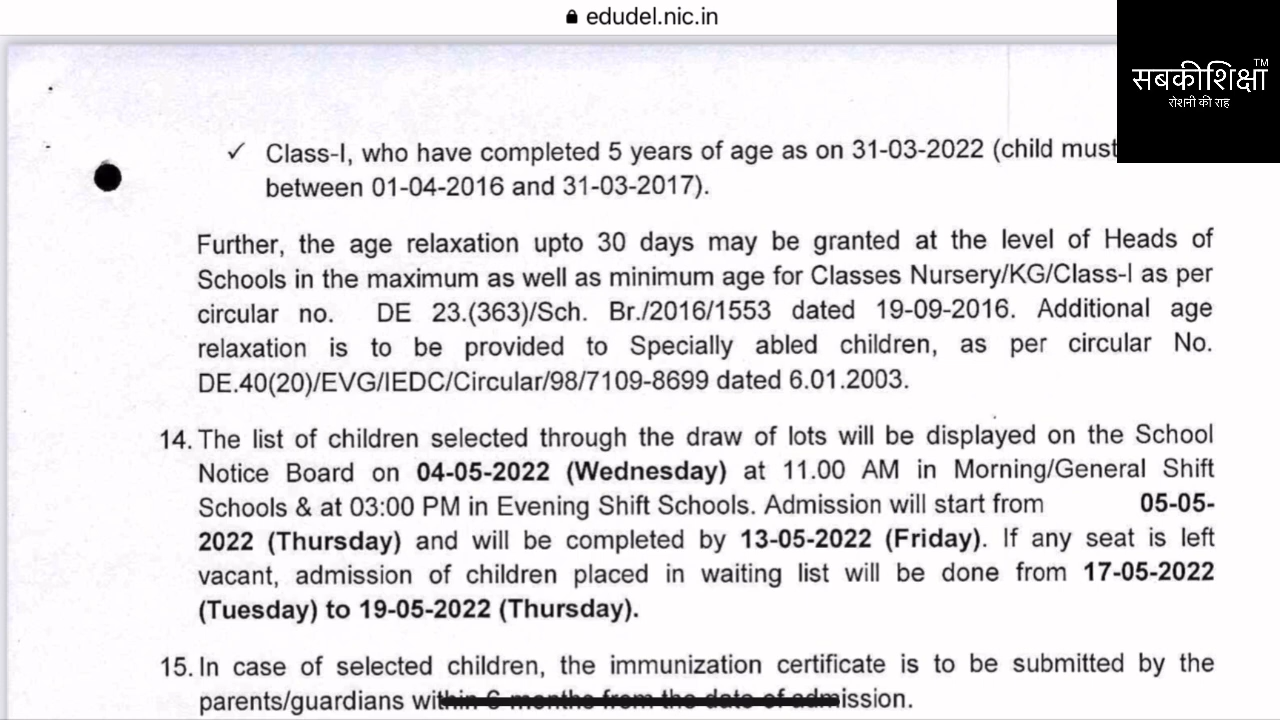 edudel.nic.in
सबकीशिक्षा™
रोशनी की राह
✓ Class-I, who have completed 5 years of age as on 31-03-2022 (child must
between 01-04-2016 and 31-03-2017).
Further, the age relaxation upto 30 days may be granted at the level of Heads of
Schools in the maximum as well as minimum age for Classes Nursery/KG/Class-I as per
circular no. DE 23.(363)/Sch. Br./2016/1553 dated 19-09-2016. Additional age
relaxation is to be provided to Specially abled children, as per circular No.
DE.40(20)/EVG/IEDC/Circular/98/7109-8699 dated 6.01.2003.
14. The list of children selected through the draw of lots will be displayed on the School
Notice Board on 04-05-2022 (Wednesday) at 11.00 AM in Morning/General Shift
Schools & at 03:00 PM in Evening Shift Schools. Admission will start from 05-05-
2022 (Thursday) and will be completed by 13-05-2022 (Friday). If any seat is left
vacant, admission of children placed in waiting list will be done from 17-05-2022
(Tuesday) to 19-05-2022 (Thursday).
15. In case of selected children, the immunization certificate is to be submitted by the
parents/guardians within 6 months from the date of admission.